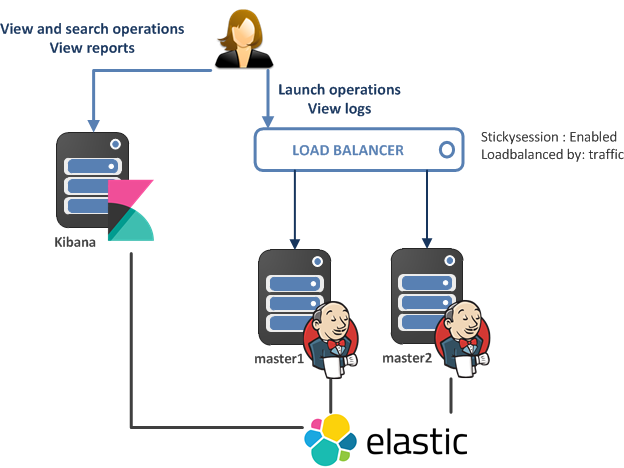 View and search operations
View reports
Launch operations
View logs
LOAD BALANCER
Stickysession : Enabled
Loadbalanced by: traffic
Kibana
master1
master2
elastic